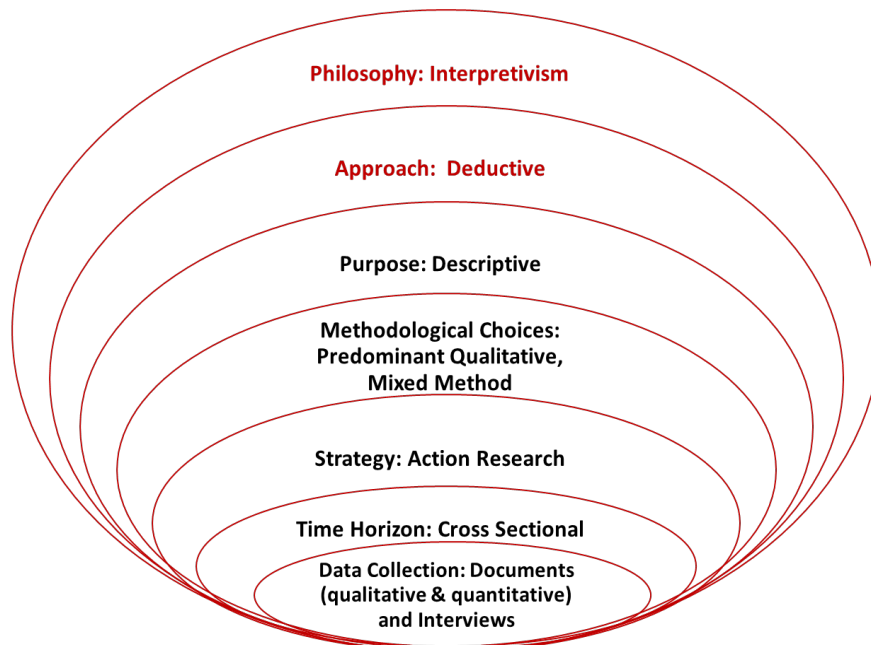 Philosophy: Interpretivism
Approach: Deductive
Purpose: Descriptive
Methodological Choices:
Predominant Qualitative,
Mixed Method
Strategy: Action Research
Time Horizon: Cross Sectional
Data Collection: Documents
(qualitative & quantitative)
and Interviews